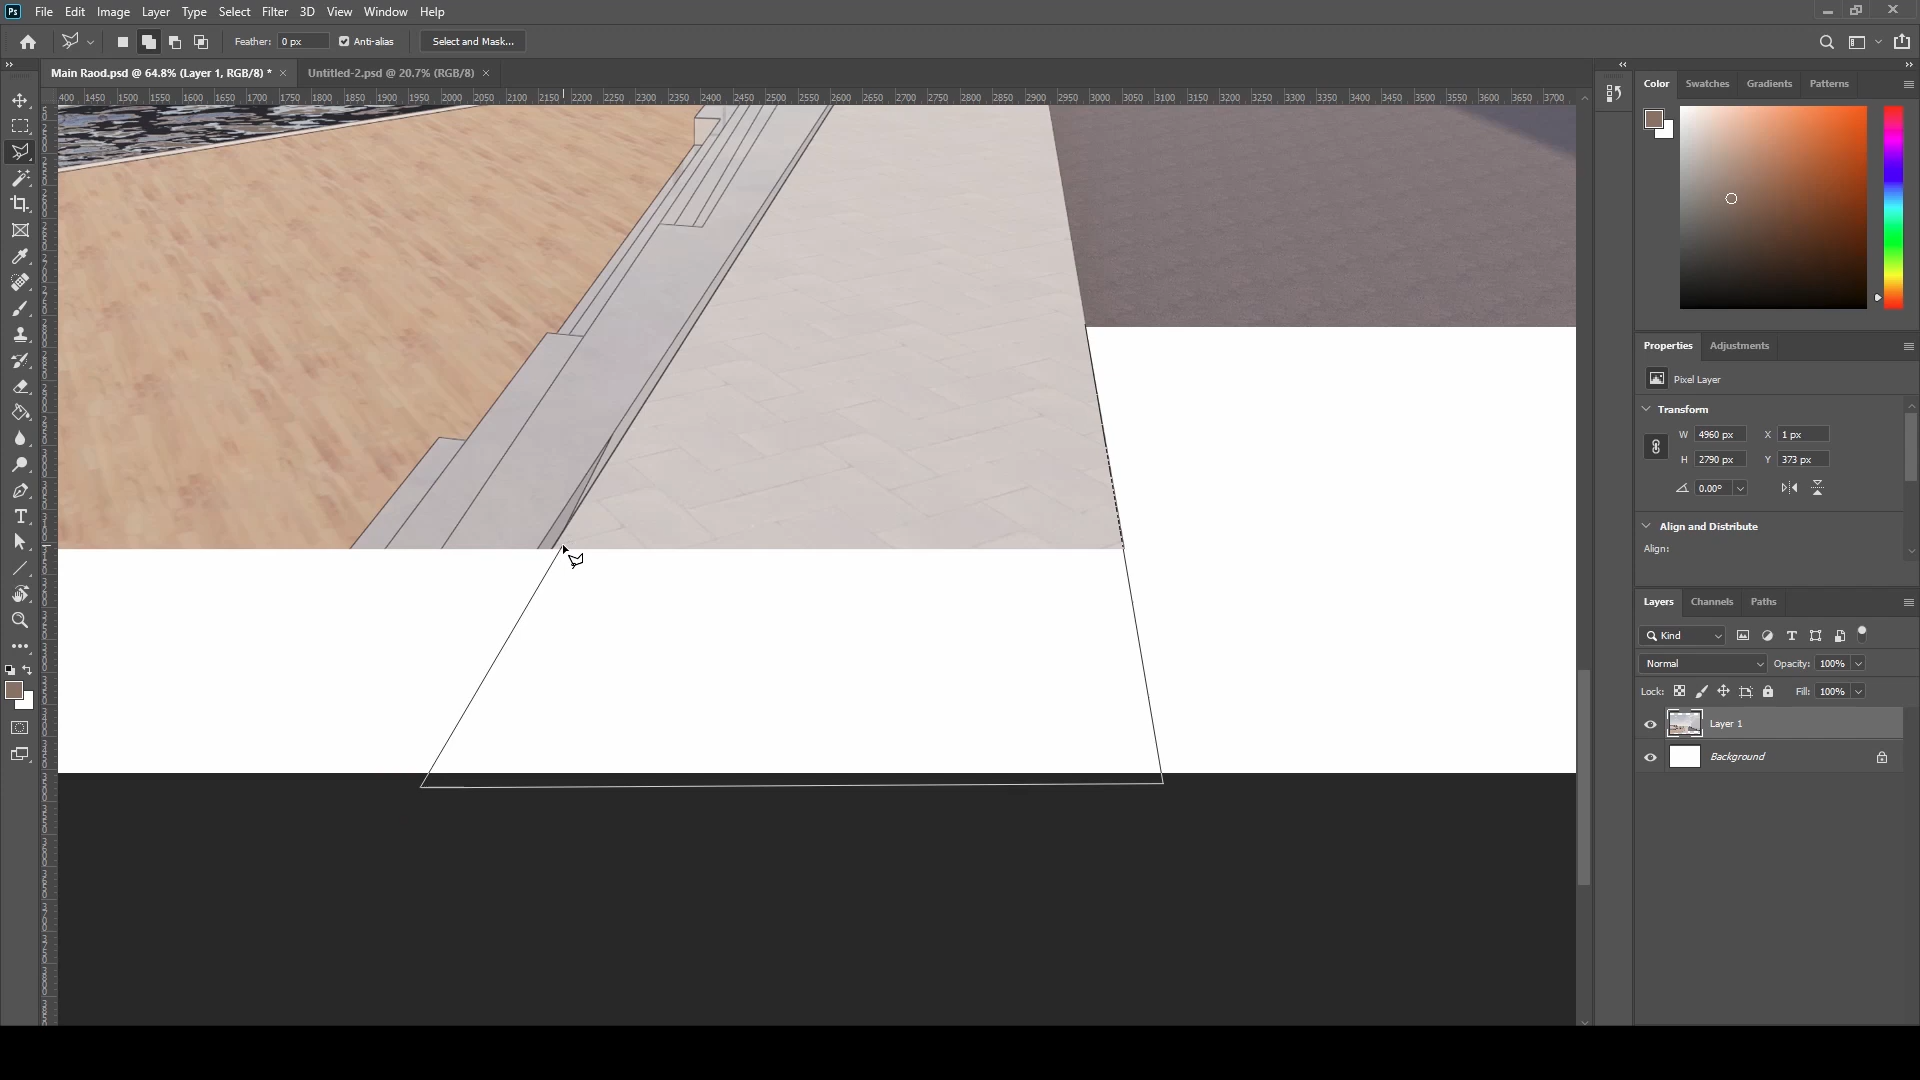 Ps File Edit Image Layer Type Select Filter 3D View Window Help
Feather: 0 px Anti-alias Select and Mask...
Main Raod.psd @ 64.8% (Layer 1, RGB/8) * × Untitled-2.psd @ 20.7% (RGB/8) ×
400 1450 1500 1550 1600 1650 1700 1750 1800 1850 1900 1950 2000 2050 2100 2150 2200 2250 2300 2350 2400 2450 2500 2550 2600 2650 2700 2750 2800 2850 2900 2950 3000 3050 3100 3150 3200 3250 3300 3350 3400 3450 3500 3550 3600 3650 3700
Color Swatches Gradients Patterns
Properties Adjustments
Pixel Layer
Transform
W 4960 px X 1 px
H 2790 px Y 373 px
0.00°
Align and Distribute
Align:
Layers Channels Paths
Kind
Normal Opacity: 100%
Lock: Fill: 100%
Layer 1
Background